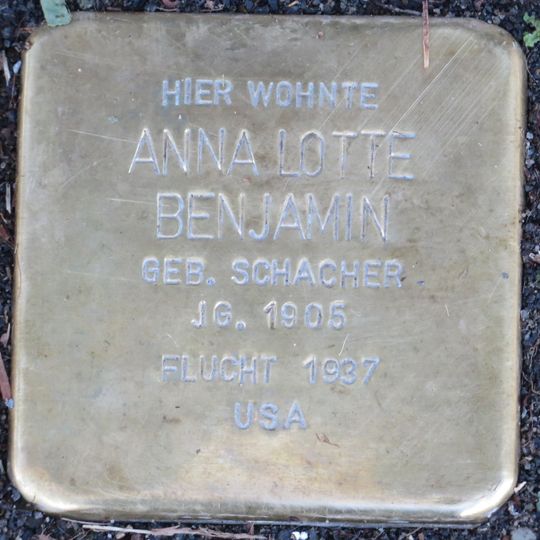 HIER WOHNTE
ANNA LOTTE
BENJAMIN
GEB. SCHACHER
JG. 1905
FLUCHT 1937
USA